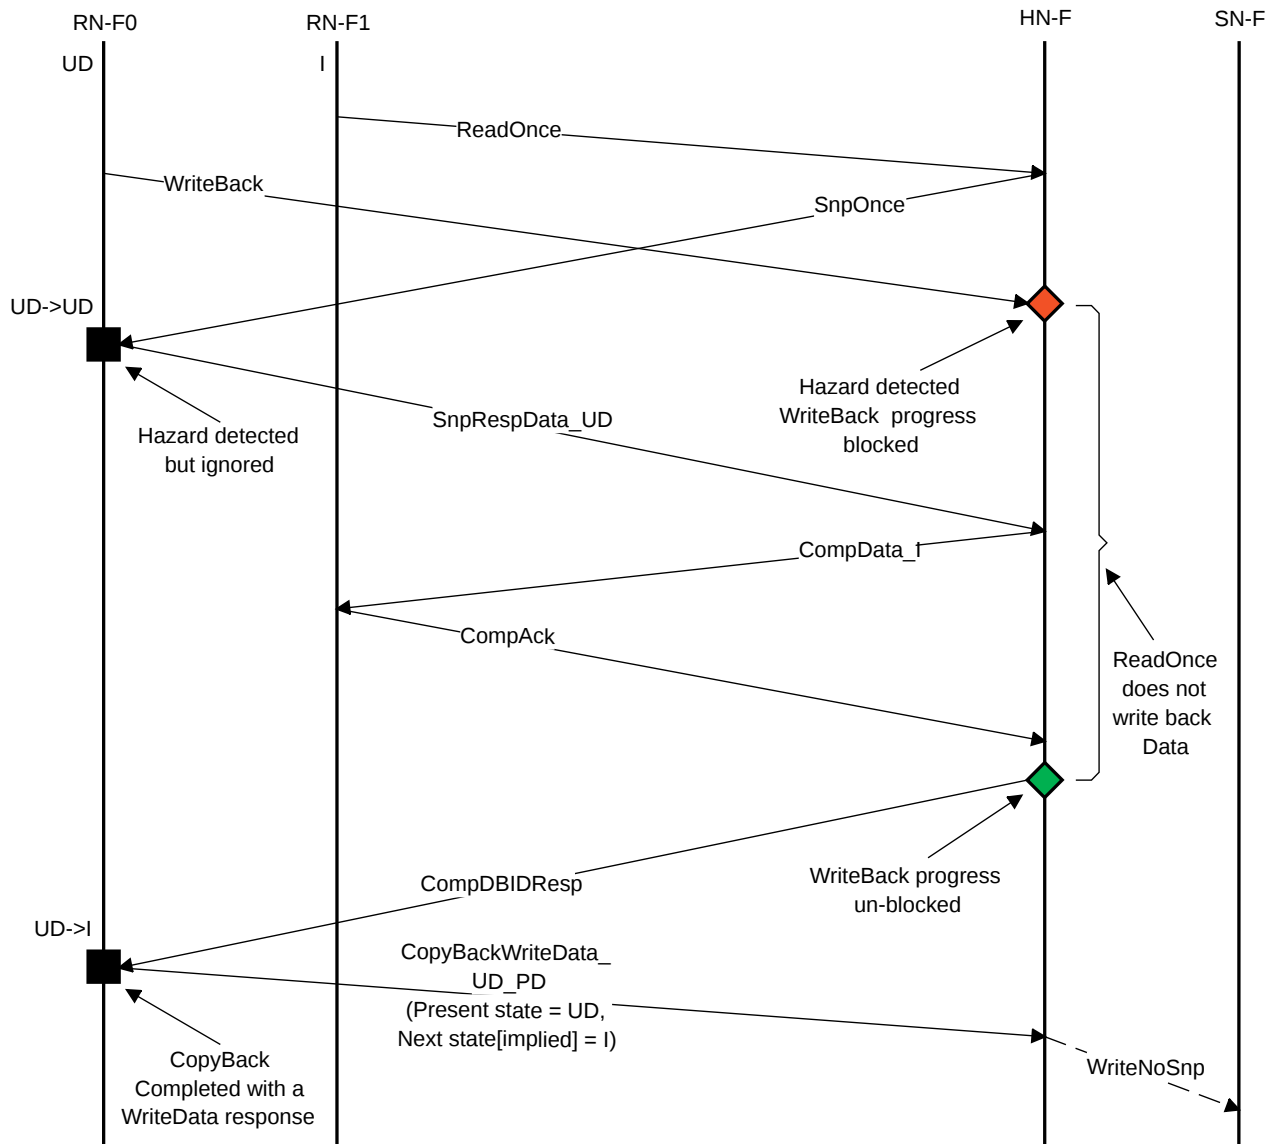 RN-F0
RN-F1
HN-F
SN-F
UD
I
ReadOnce
WriteBack
SnpOnce
UD->UD
Hazard detected
WriteBack progress
blocked
SnpRespData_UD
Hazard detected
but ignored
CompData_I
CompAck
ReadOnce
does not
write back
Data
WriteBack progress
un-blocked
CompDBIDResp
UD->I
CopyBackWriteData_
UD_PD
(Present state = UD,
Next state[implied] = I)
CopyBack
Completed with a
WriteData response
WriteNoSnp